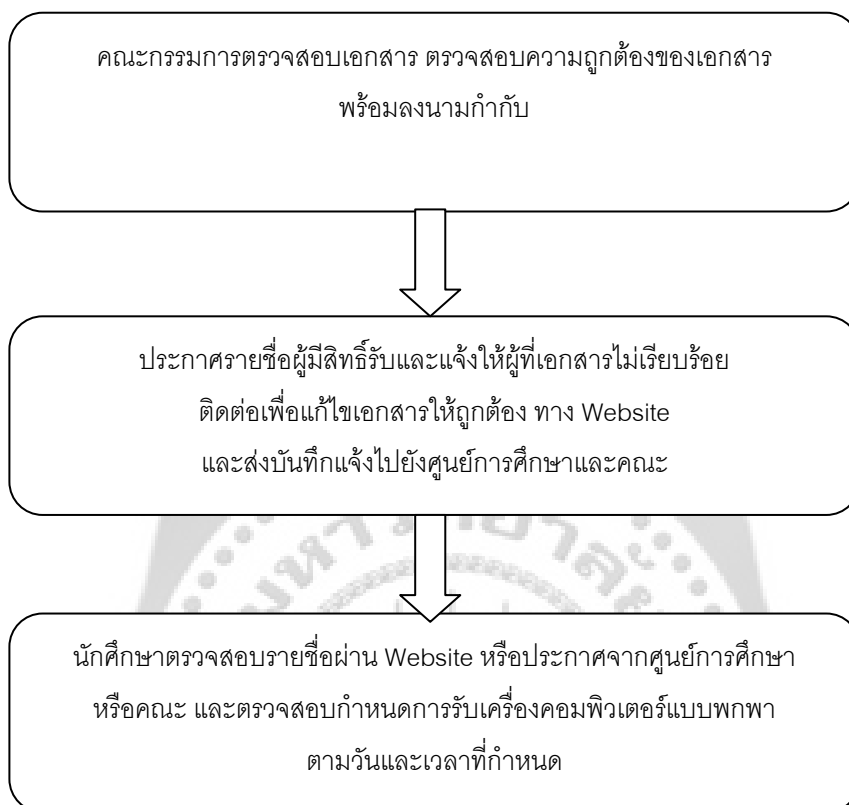 คณะกรรมการตรวจสอบเอกสาร ตรวจสอบความถูกต้องของเอกสาร
พร้อมลงนามกำกับ
ประกาศรายชื่อผู้มีสิทธิ์รับและแจ้งให้ผู้ที่เอกสารไม่เรียบร้อย
ติดต่อเพื่อแก้ไขเอกสารให้ถูกต้อง ทาง Website
และส่งบันทึกแจ้งไปยังศูนย์การศึกษาและคณะ
นักศึกษาตรวจสอบรายชื่อผ่าน Website หรือประกาศจากศูนย์การศึกษา
หรือคณะ และตรวจสอบกำหนดการรับเครื่องคอมพิวเตอร์แบบพกพา
ตามวันและเวลาที่กำหนด